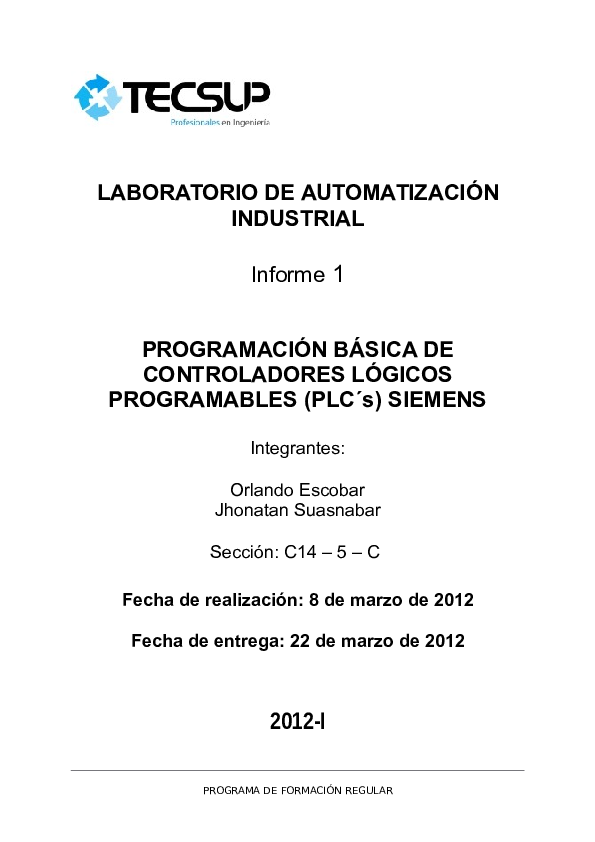 TECSUP
Profesionales en Ingeniería
LABORATORIO DE AUTOMATIZACIÓN
INDUSTRIAL
Informe 1
PROGRAMACIÓN BÁSICA DE
CONTROLADORES LÓGICOS
PROGRAMABLES (PLC´s) SIEMENS
Integrantes:
Orlando Escobar
Jhonatan Suasnabar
Sección: C14 – 5 – C
Fecha de realización: 8 de marzo de 2012
Fecha de entrega: 22 de marzo de 2012
2012-I
PROGRAMA DE FORMACIÓN REGULAR